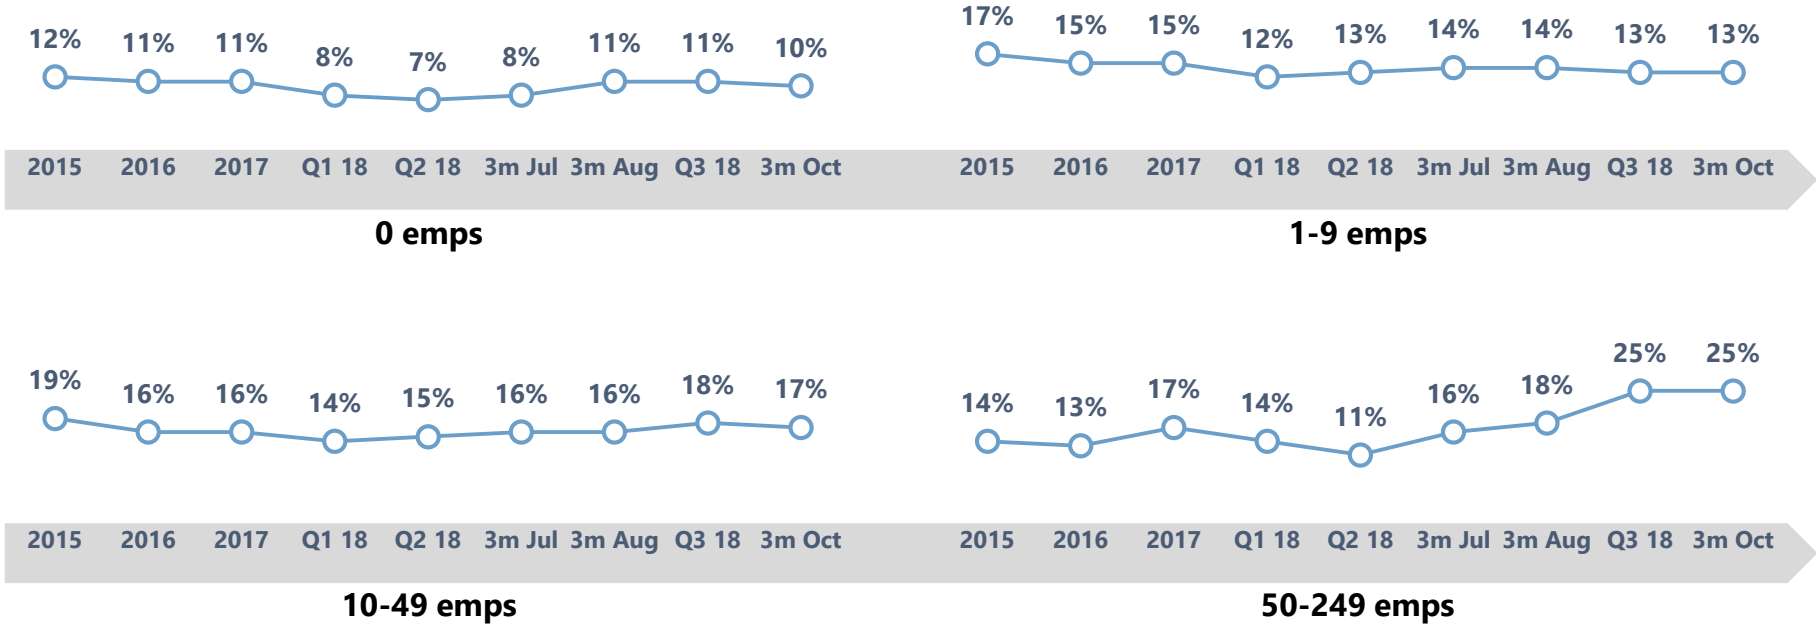 12% 11% 11% 8% 7% 8% 11% 11% 10%
2015 2016 2017 Q1 18 Q2 18 3m Jul 3m Aug Q3 18 3m Oct
0 emps
17% 15% 15% 12% 13% 14% 14% 13% 13%
2015 2016 2017 Q1 18 Q2 18 3m Jul 3m Aug Q3 18 3m Oct
1-9 emps
19% 16% 16% 14% 15% 16% 16% 18% 17%
2015 2016 2017 Q1 18 Q2 18 3m Jul 3m Aug Q3 18 3m Oct
10-49 emps
14% 13% 17% 14% 11% 16% 18% 25% 25%
2015 2016 2017 Q1 18 Q2 18 3m Jul 3m Aug Q3 18 3m Oct
50-249 emps